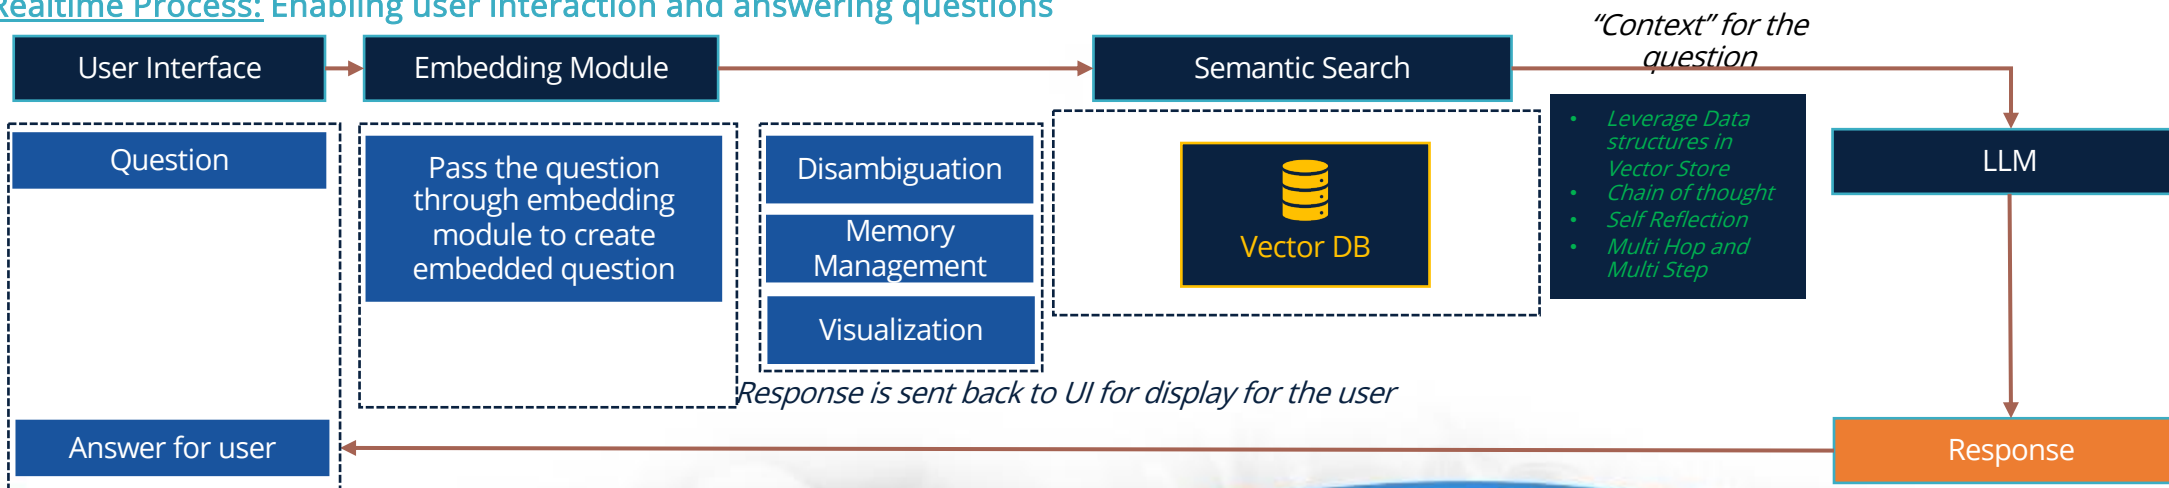 Realtime Process: Enabling user interaction and answering questions
"Context" for the
question
User Interface
Embedding Module
Semantic Search
LLM
Question
Pass the question
through embedding
module to create
embedded question
Disambiguation
Memory
Management
Visualization
Vector DB
• Leverage Data
structures in
Vector Store
• Chain of thought
• Self Reflection
• Multi Hop and
Multi Step
Response is sent back to UI for display for the user
Answer for user
Response